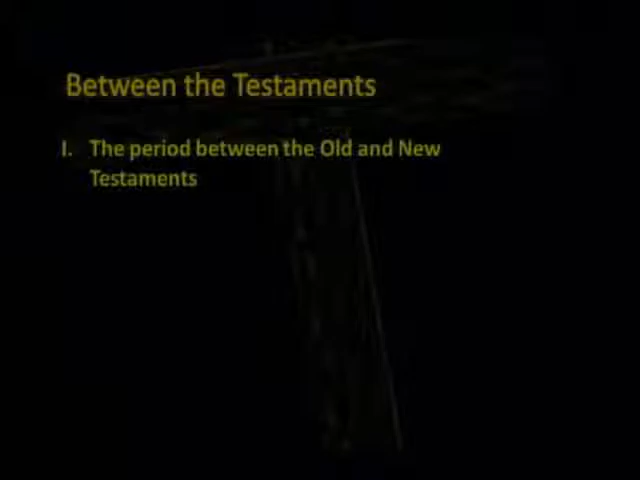 Between the Testaments
I. The period between the Old and New
Testaments